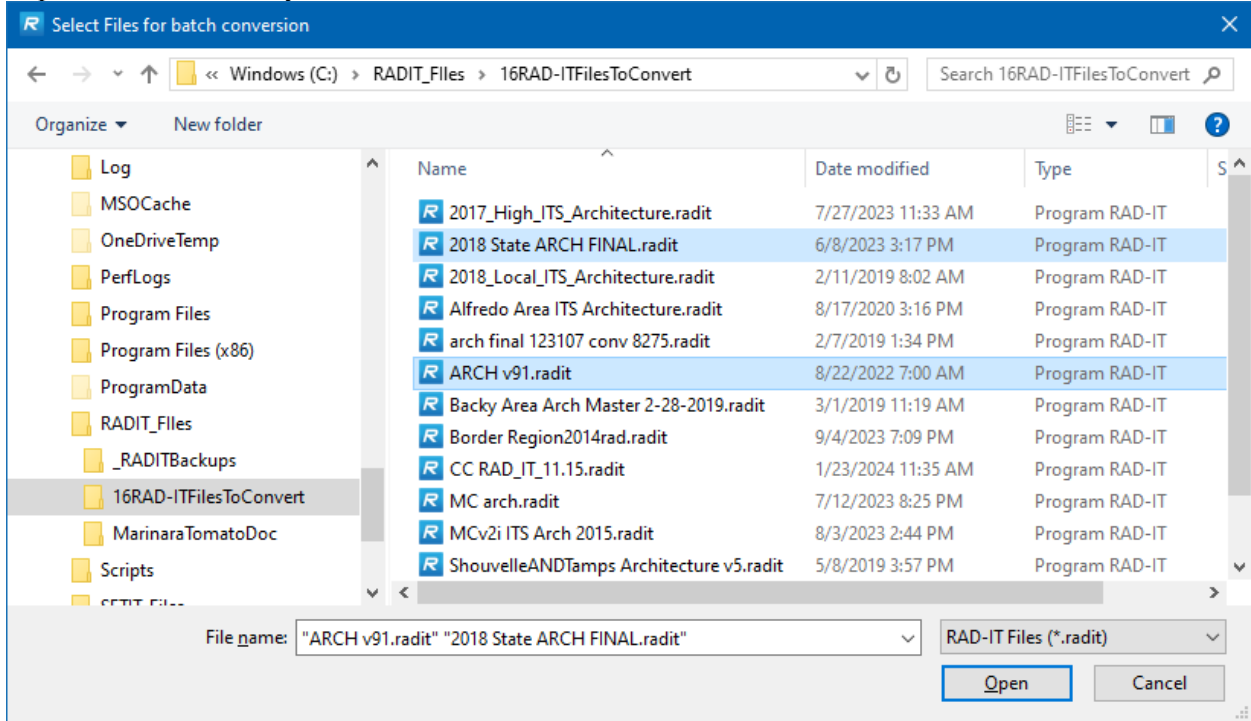 Select Files for batch conversion
« Windows (C:) > RADIT_FIles > 16RAD-ITFilesToConvert
Search 16RAD-ITFilesToConvert
Organize New folder
Log
MSOCache
OneDriveTemp
PerfLogs
Program Files
Program Files (x86)
ProgramData
RADIT_FIles
_RADITBackups
16RAD-ITFilesToConvert
MarinaraTomatoDoc
Scripts
Name Date modified Type S
2017_High_ITS_Architecture.radit 7/27/2023 11:33 AM Program RAD-IT
2018 State ARCH FINAL.radit 6/8/2023 3:17 PM Program RAD-IT
2018_Local_ITS_Architecture.radit 2/11/2019 8:02 AM Program RAD-IT
Alfredo Area ITS Architecture.radit 8/17/2020 3:16 PM Program RAD-IT
arch final 123107 conv 8275.radit 2/7/2019 1:34 PM Program RAD-IT
ARCH v91.radit 8/22/2022 7:00 AM Program RAD-IT
Backy Area Arch Master 2-28-2019.radit 3/1/2019 11:19 AM Program RAD-IT
Border Region2014rad.radit 9/4/2023 7:09 PM Program RAD-IT
CC RAD_IT_11.15.radit 1/23/2024 11:35 AM Program RAD-IT
MC arch.radit 7/12/2023 8:25 PM Program RAD-IT
MCv2i ITS Arch 2015.radit 8/3/2023 2:44 PM Program RAD-IT
ShouvelleANDTamps Architecture v5.radit 5/8/2019 3:57 PM Program RAD-IT
File name: "ARCH v91.radit" "2018 State ARCH FINAL.radit" RAD-IT Files (*.radit)
Open Cancel